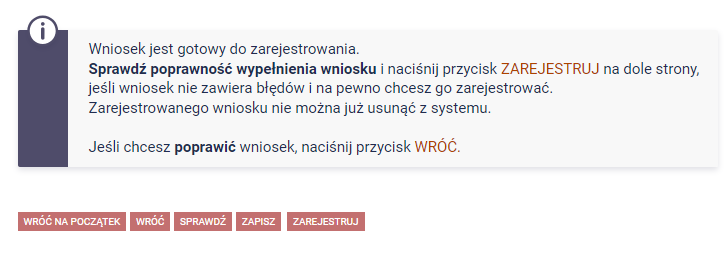 Wniosek jest gotowy do zarejestrowania.
Sprawdź poprawność wypełnienia wniosku i naciśnij przycisk ZAREJESTRUJ na dole strony,
jeśli wniosek nie zawiera błędów i na pewno chcesz go zarejestrować.
Zarejestrowanego wniosku nie można już usunąć z systemu.
Jeśli chcesz poprawić wniosek, naciśnij przycisk WRÓĆ.
WRÓĆ NA POCZĄTEK WRÓĆ SPRAWDŹ ZAPISZ ZAREJESTRUJ